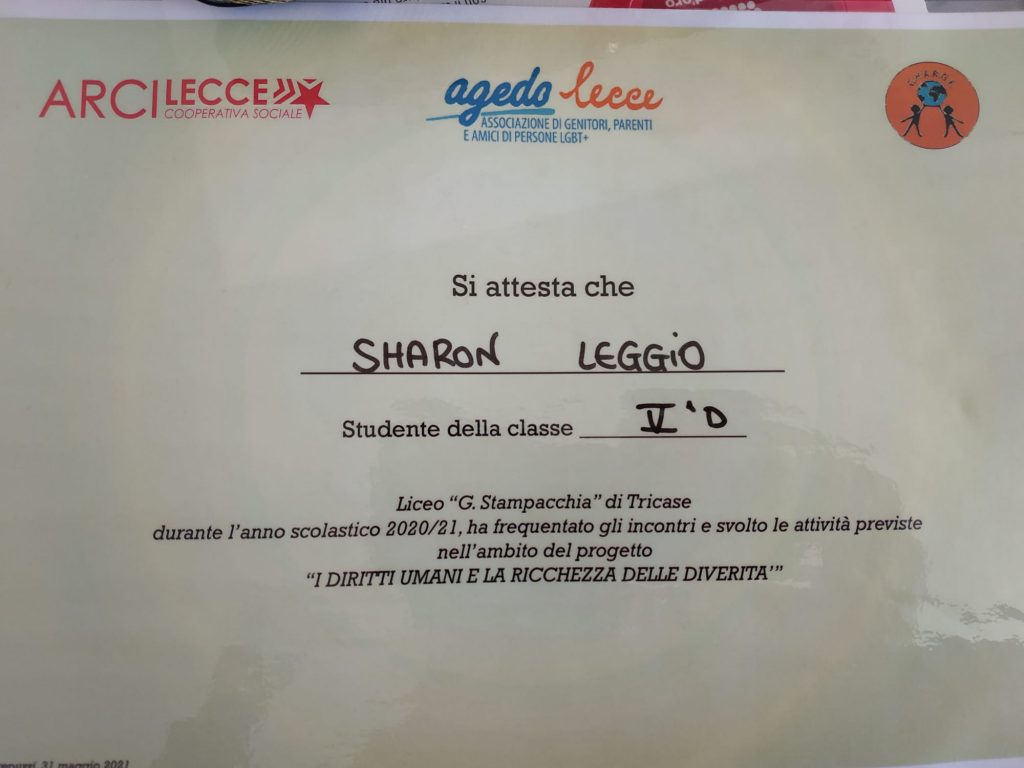 ARCI LECCE
COOPERATIVA SOCIALE
agedo lecce
ASSOCIAZIONE DI GENITORI, PARENTI
E AMICI DI PERSONE LGBT+
Si attesta che
SHARON LEGGIO
Studente della classe V'D
Liceo “G. Stampacchia” di Tricase
durante l’anno scolastico 2020/21, ha frequentato gli incontri e svolto le attività previste
nell’ambito del progetto
“I DIRITTI UMANI E LA RICCHEZZA DELLE DIVERITA’”
31 maggio 2021